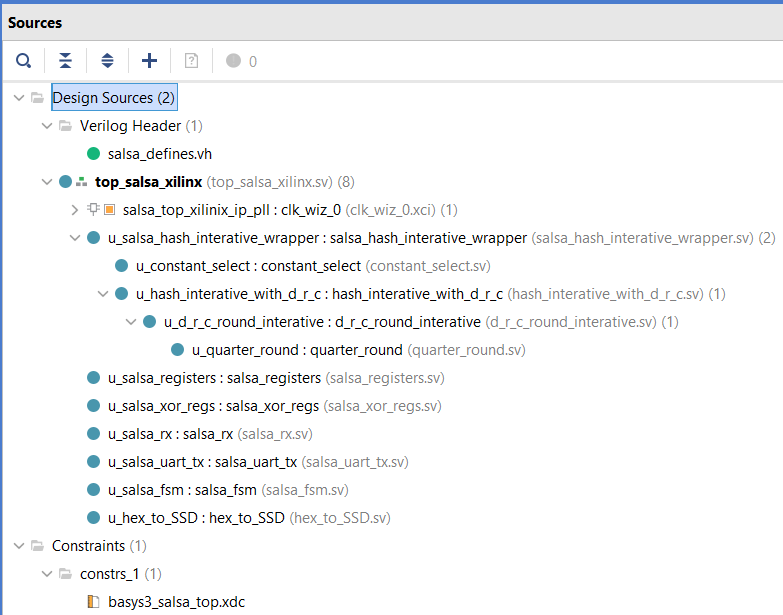 Sources
0
Design Sources (2)
Verilog Header (1)
salsa_defines.vh
top_salsa_xilinx (top_salsa_xilinx.sv) (8)
salsa_top_xilinix_ip_pll : clk_wiz_0 (clk_wiz_0.xci) (1)
u_salsa_hash_interative_wrapper : salsa_hash_interative_wrapper (salsa_hash_interative_wrapper.sv) (2)
u_constant_select : constant_select (constant_select.sv)
u_hash_interative_with_d_r_c : hash_interative_with_d_r_c (hash_interative_with_d_r_c.sv) (1)
u_d_r_c_round_interative : d_r_c_round_interative (d_r_c_round_interative.sv) (1)
u_quarter_round : quarter_round (quarter_round.sv)
u_salsa_registers : salsa_registers (salsa_registers.sv)
u_salsa_xor_regs : salsa_xor_regs (salsa_xor_regs.sv)
u_salsa_rx : salsa_rx (salsa_rx.sv)
u_salsa_uart_tx : salsa_uart_tx (salsa_uart_tx.sv)
u_salsa_fsm : salsa_fsm (salsa_fsm.sv)
u_hex_to_SSD : hex_to_SSD (hex_to_SSD.sv)
Constraints (1)
constrs_1 (1)
basys3_salsa_top.xdc